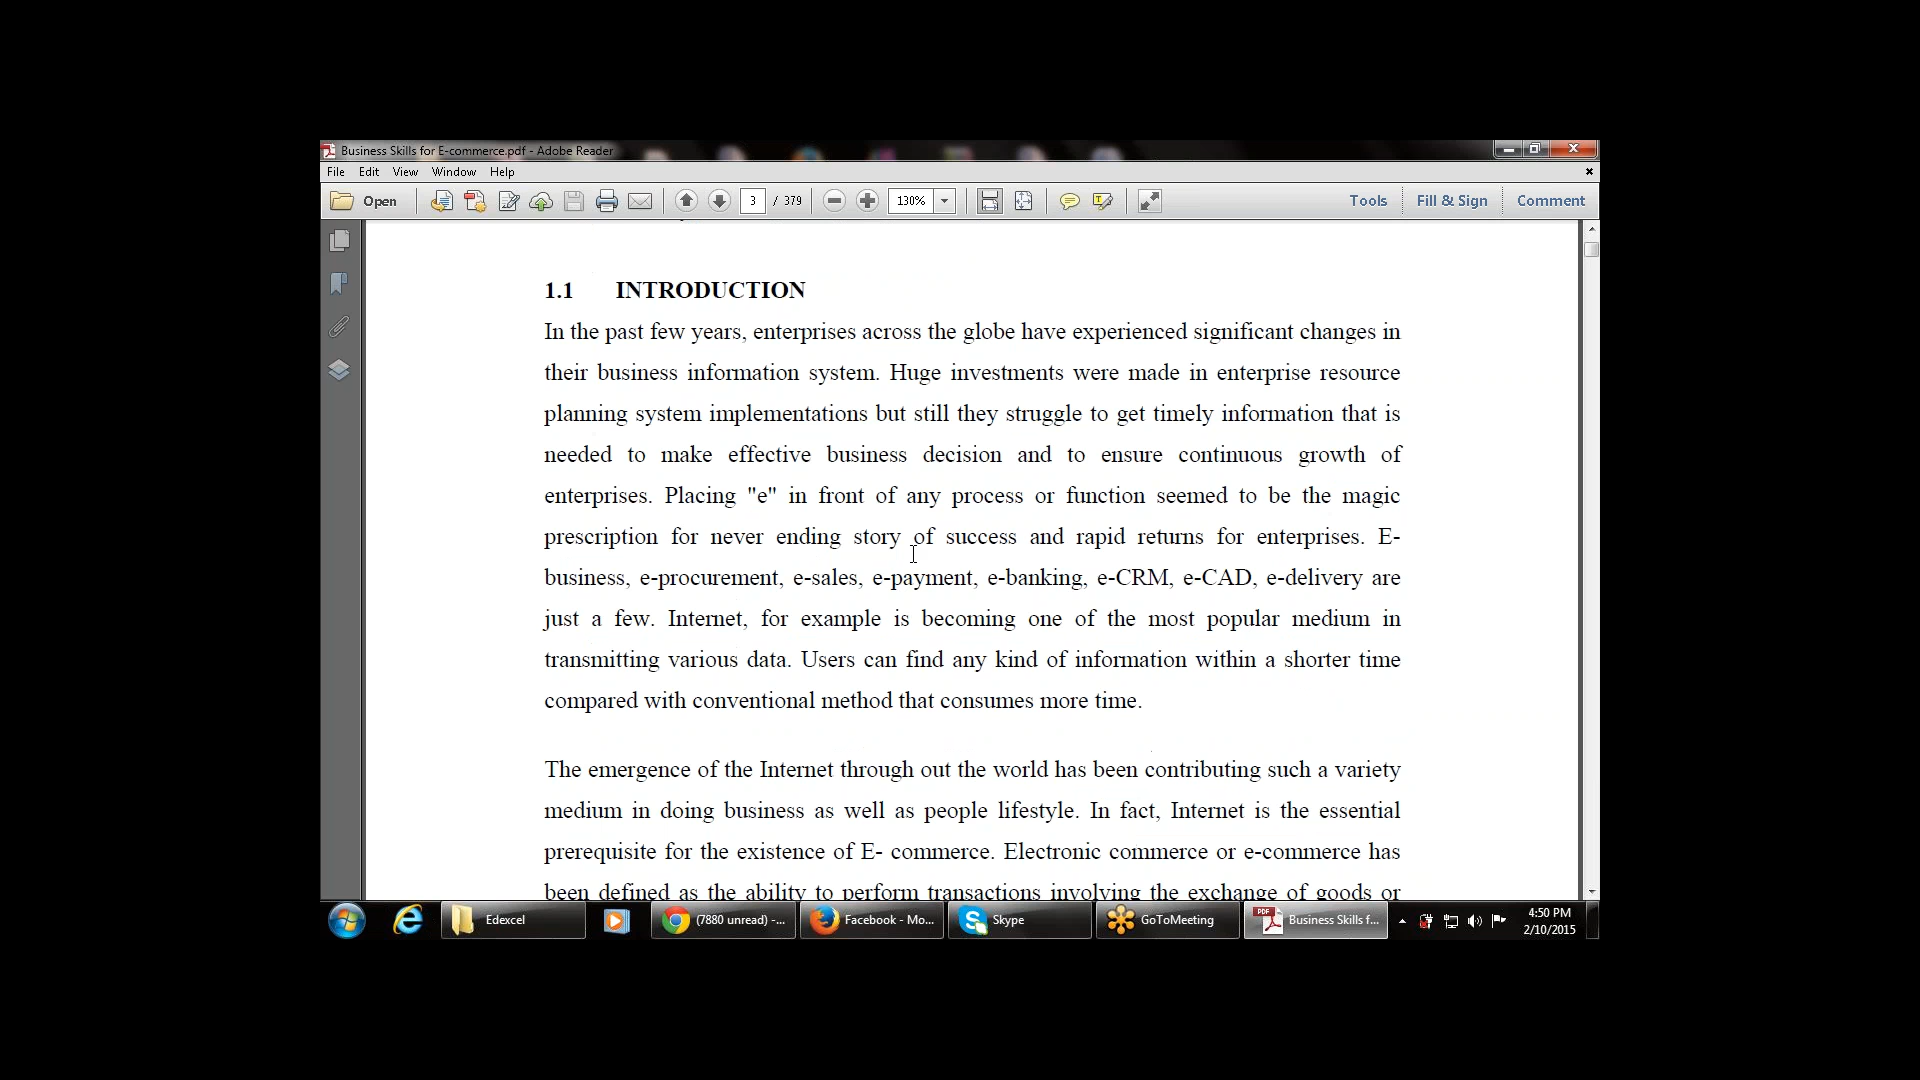 Business Skills for E-commerce.pdf - Adobe Reader
File Edit View Window Help
Open 3 / 379 130% Tools Fill & Sign Comment
1.1 INTRODUCTION
In the past few years, enterprises across the globe have experienced significant changes in
their business information system. Huge investments were made in enterprise resource
planning system implementations but still they struggle to get timely information that is
needed to make effective business decision and to ensure continuous growth of
enterprises. Placing "e" in front of any process or function seemed to be the magic
prescription for never ending story of success and rapid returns for enterprises. E-
business, e-procurement, e-sales, e-payment, e-banking, e-CRM, e-CAD, e-delivery are
just a few. Internet, for example is becoming one of the most popular medium in
transmitting various data. Users can find any kind of information within a shorter time
compared with conventional method that consumes more time.
The emergence of the Internet through out the world has been contributing such a variety
medium in doing business as well as people lifestyle. In fact, Internet is the essential
prerequisite for the existence of E- commerce. Electronic commerce or e-commerce has
been defined as the ability to perform transactions involving the exchange of goods or
Edexcel (7880 unread) -... Facebook - Mo... Skype GoToMeeting Business Skills f... 4:50 PM
2/10/2015